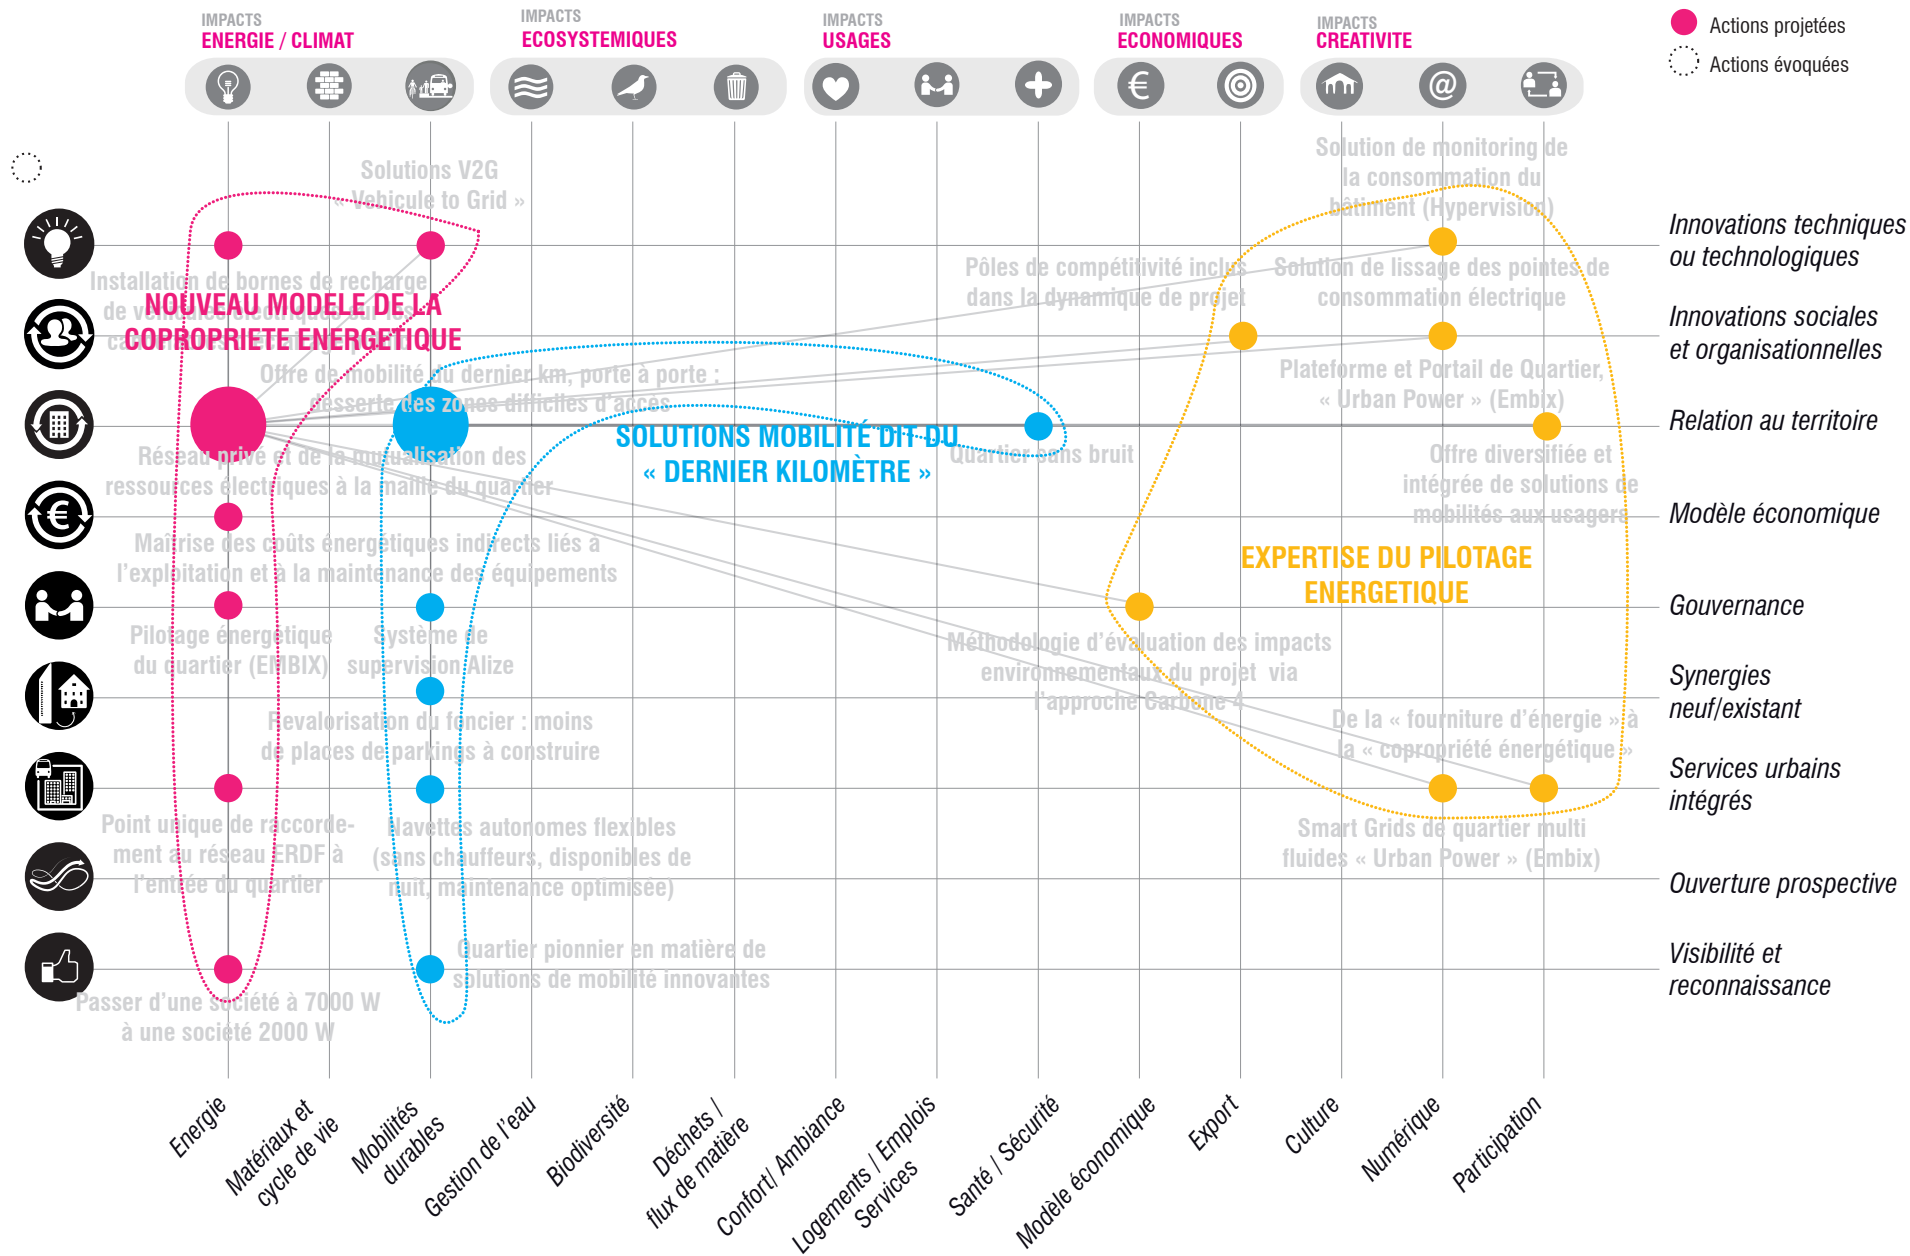 IMPACTS
ENERGIE / CLIMAT
IMPACTS
ECOSYSTEMIQUES
IMPACTS
USAGES
IMPACTS
ECONOMIQUES
IMPACTS
CREATIVITE
Actions projetées
Actions évoquées
Solutions V2G
« Vehicule to Grid »
Solution de monitoring de
la consommation du
bâtiment (Hypervision)
Innovations techniques
ou technologiques
Installation de bornes de recharge
de véhicules électriques sur les
NOUVEAU MODELE DE LA
COPROPRIETE ENERGETIQUE
Pôles de compétitivité inclus
dans la dynamique de projet
Solution de lissage des pointes de
consommation électrique
Innovations sociales
et organisationnelles
Offre de mobilité du dernier km, porte à porte :
desserte des zones difficiles d'accès
Plateforme et Portail de Quartier,
« Urban Power » (Embix)
Relation au territoire
SOLUTIONS MOBILITÉ DIT DU
« DERNIER KILOMÈTRE »
Réseau privé et de la mutualisation des
ressources électriques à la maille du quartier
Quartier sans bruit
Offre diversifiée et
intégrée de solutions de
mobilités aux usagers
Modèle économique
Maîtrise des coûts énergétiques indirects liés à
l'exploitation et à la maintenance des équipements
EXPERTISE DU PILOTAGE
ENERGETIQUE
Gouvernance
Pilotage énergétique
du quartier (EMBIX)
Système de
supervision Alize
Méthodologie d'évaluation des impacts
environnementaux du projet via
l'approche Carbone 4
Synergies
neuf/existant
Revalorisation du foncier : moins
de places de parkings à construire
De la « fourniture d'énergie » à
la « copropriété énergétique »
Services urbains
intégrés
Point unique de raccorde-
ment au réseau ERDF à
l'entrée du quartier
Navettes autonomes flexibles
(sans chauffeurs, disponibles de
nuit, maintenance optimisée)
Smart Grids de quartier multi
fluides « Urban Power » (Embix)
Ouverture prospective
Quartier pionnier en matière de
solutions de mobilité innovantes
Visibilité et
reconnaissance
Passer d'une société à 7000 W
à une société 2000 W
Energie
Matériaux et
cycle de vie
Mobilités
durables
Gestion de l'eau
Biodiversité
Déchets /
flux de matière
Confort/ Ambiance
Logements / Emplois
Services
Santé / Sécurité
Modèle économique
Export
Culture
Numérique
Participation